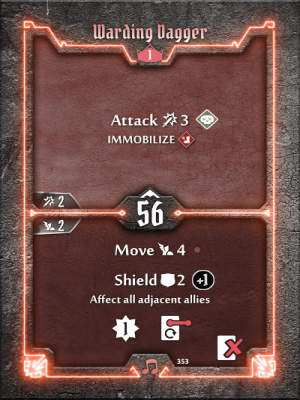 Warding Dagger
1
Attack 3
IMMOBILIZE
2
56
2
Move 4
Shield 2 +1
Affect all adjacent allies
1
353